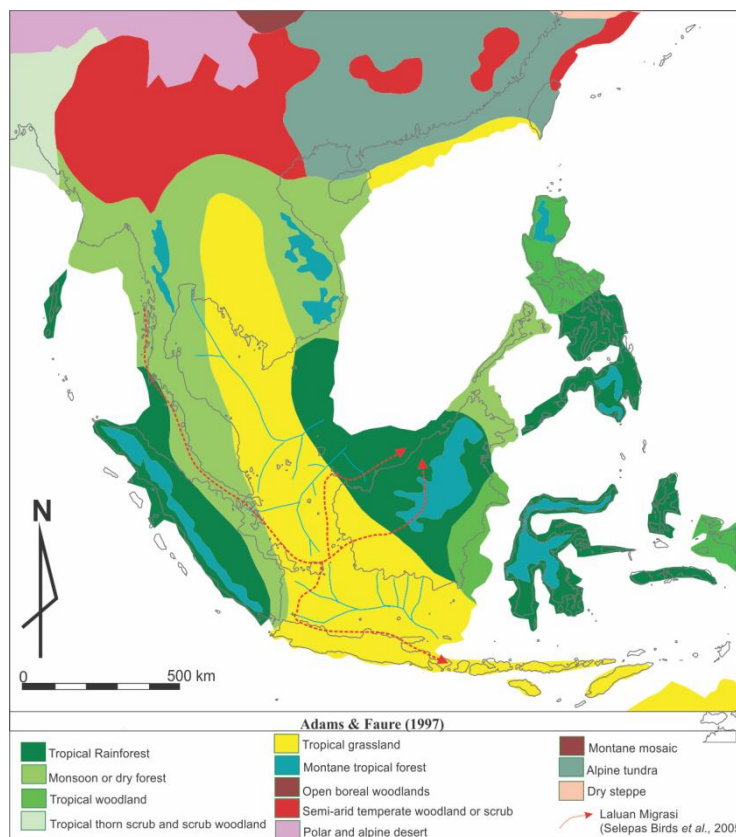 N
0
500 km
Adams & Faure (1997)
Tropical Rainforest
Monsoon or dry forest
Tropical woodland
Tropical thorn scrub and scrub woodland
Tropical grassland
Montane tropical forest
Open boreal woodlands
Semi-arid temperate woodland or scrub
Polar and alpine desert
Montane mosaic
Alpine tundra
Dry steppe
Laluan Migrasi
(Selepas Birds et al., 2005